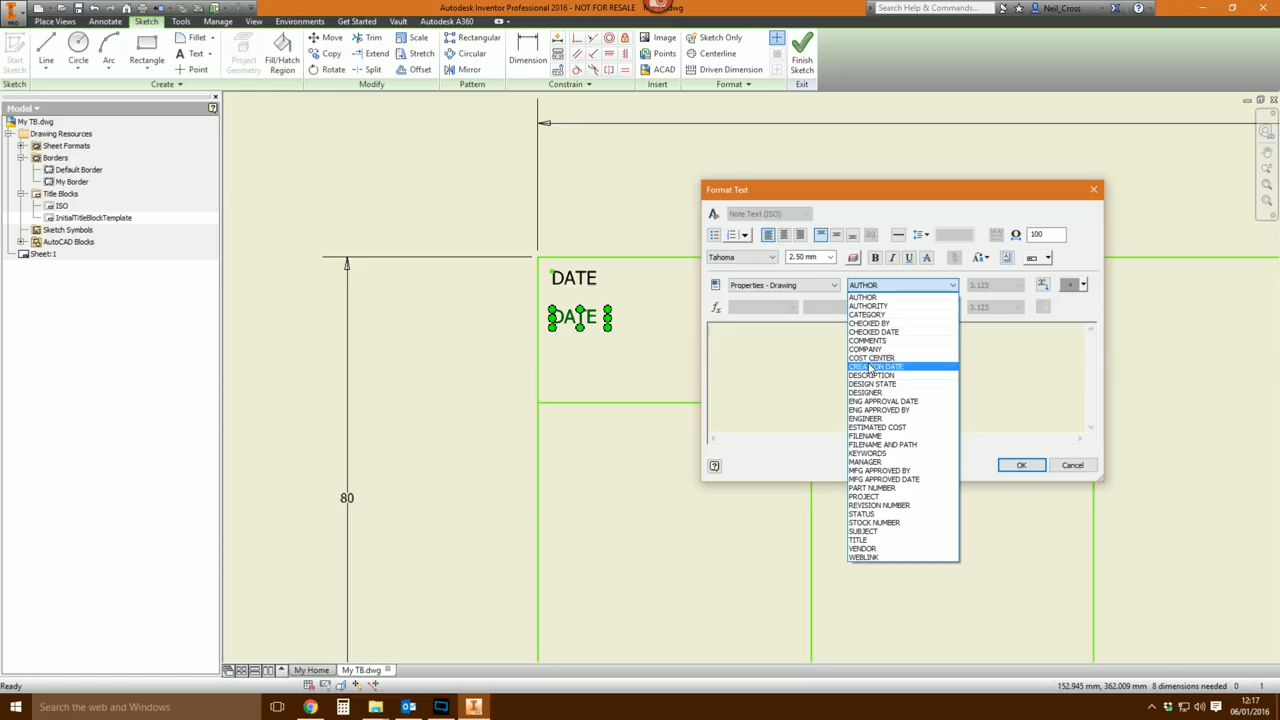 PRO
Autodesk Inventor Professional 2016 - NOT FOR RESALE
.dwg
Search Help & Commands...
Neil_Cross
Place Views Annotate Sketch Tools Manage View Environments Get Started Vault Autodesk A360
Start Sketch
Line
Circle
Arc
Rectangle
Fillet
Text
Point
Project Geometry
Fill/Hatch Region
Move
Copy
Rotate
Trim
Extend
Split
Scale
Stretch
Offset
Rectangular
Circular
Mirror
Dimension
Image
Points
ACAD
Sketch Only
Centerline
Driven Dimension
Finish Sketch
Sketch Create Modify Pattern Constrain Insert Format Exit
Model
My TB.dwg
Drawing Resources
Sheet Formats
Borders
Default Border
My Border
Title Blocks
ISO
InitialTitleBlockTemplate
Sketch Symbols
AutoCAD Blocks
Sheet:1
DATE
DATE
80
Format Text
Note Text (ISO)
100
Tahoma 2.50 mm
Properties - Drawing AUTHOR 3.123
3.123
AUTHOR
AUTHORITY
CATEGORY
CHECKED BY
CHECKED DATE
COMMENTS
COMPANY
COST CENTER
CREATION DATE
DESCRIPTION
DESIGN STATE
DESIGNER
ENG APPROVAL DATE
ENG APPROVED BY
ENGINEER
ESTIMATED COST
FILENAME
FILENAME AND PATH
KEYWORDS
MANAGER
MFG APPROVED BY
MFG APPROVED DATE
PART NUMBER
PROJECT
REVISION NUMBER
STATUS
STOCK NUMBER
SUBJECT
TITLE
VENDOR
WEBLINK
OK Cancel
My Home My TB.dwg
Ready 152.945 mm, 362.009 mm 8 dimensions needed 0 1
Search the web and Windows
12:17
06/01/2016